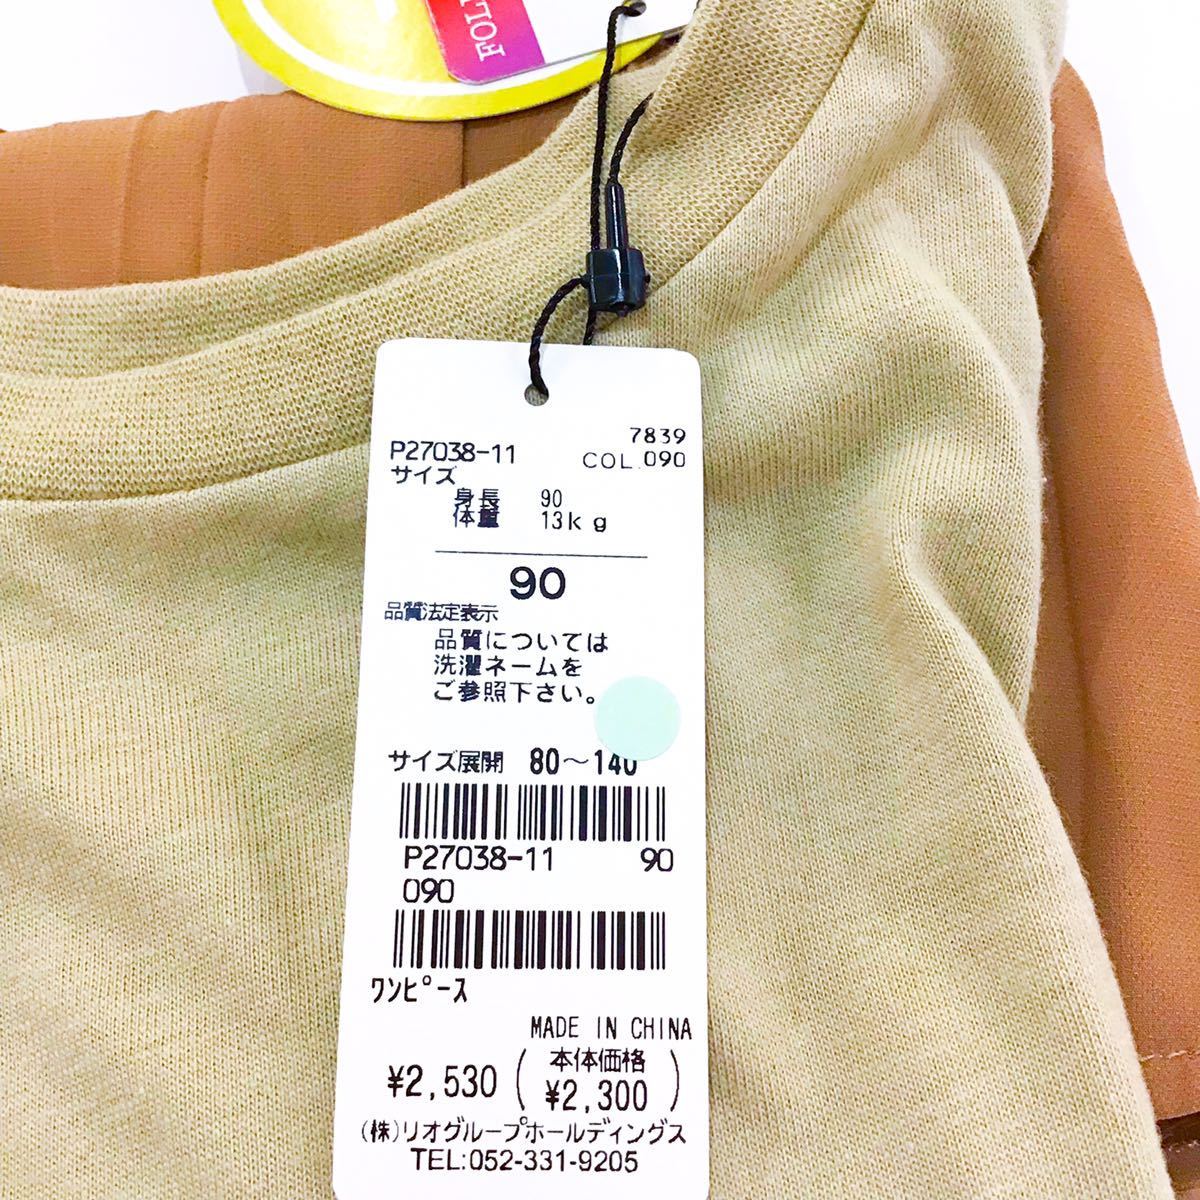 FOLL
P27038-11
7839
COL.090
サイズ
身長 90
体重 13kg
90
品質法定表示
品質については
洗濯ネームを
ご参照下さい。
サイズ展開 80～140
P27038-11 90
090
ﾜﾝﾋﾟｰｽ
MADE IN CHINA
¥2,530 (本体価格 ¥2,300)
(株)リオグループホールディングス
TEL:052-331-9205